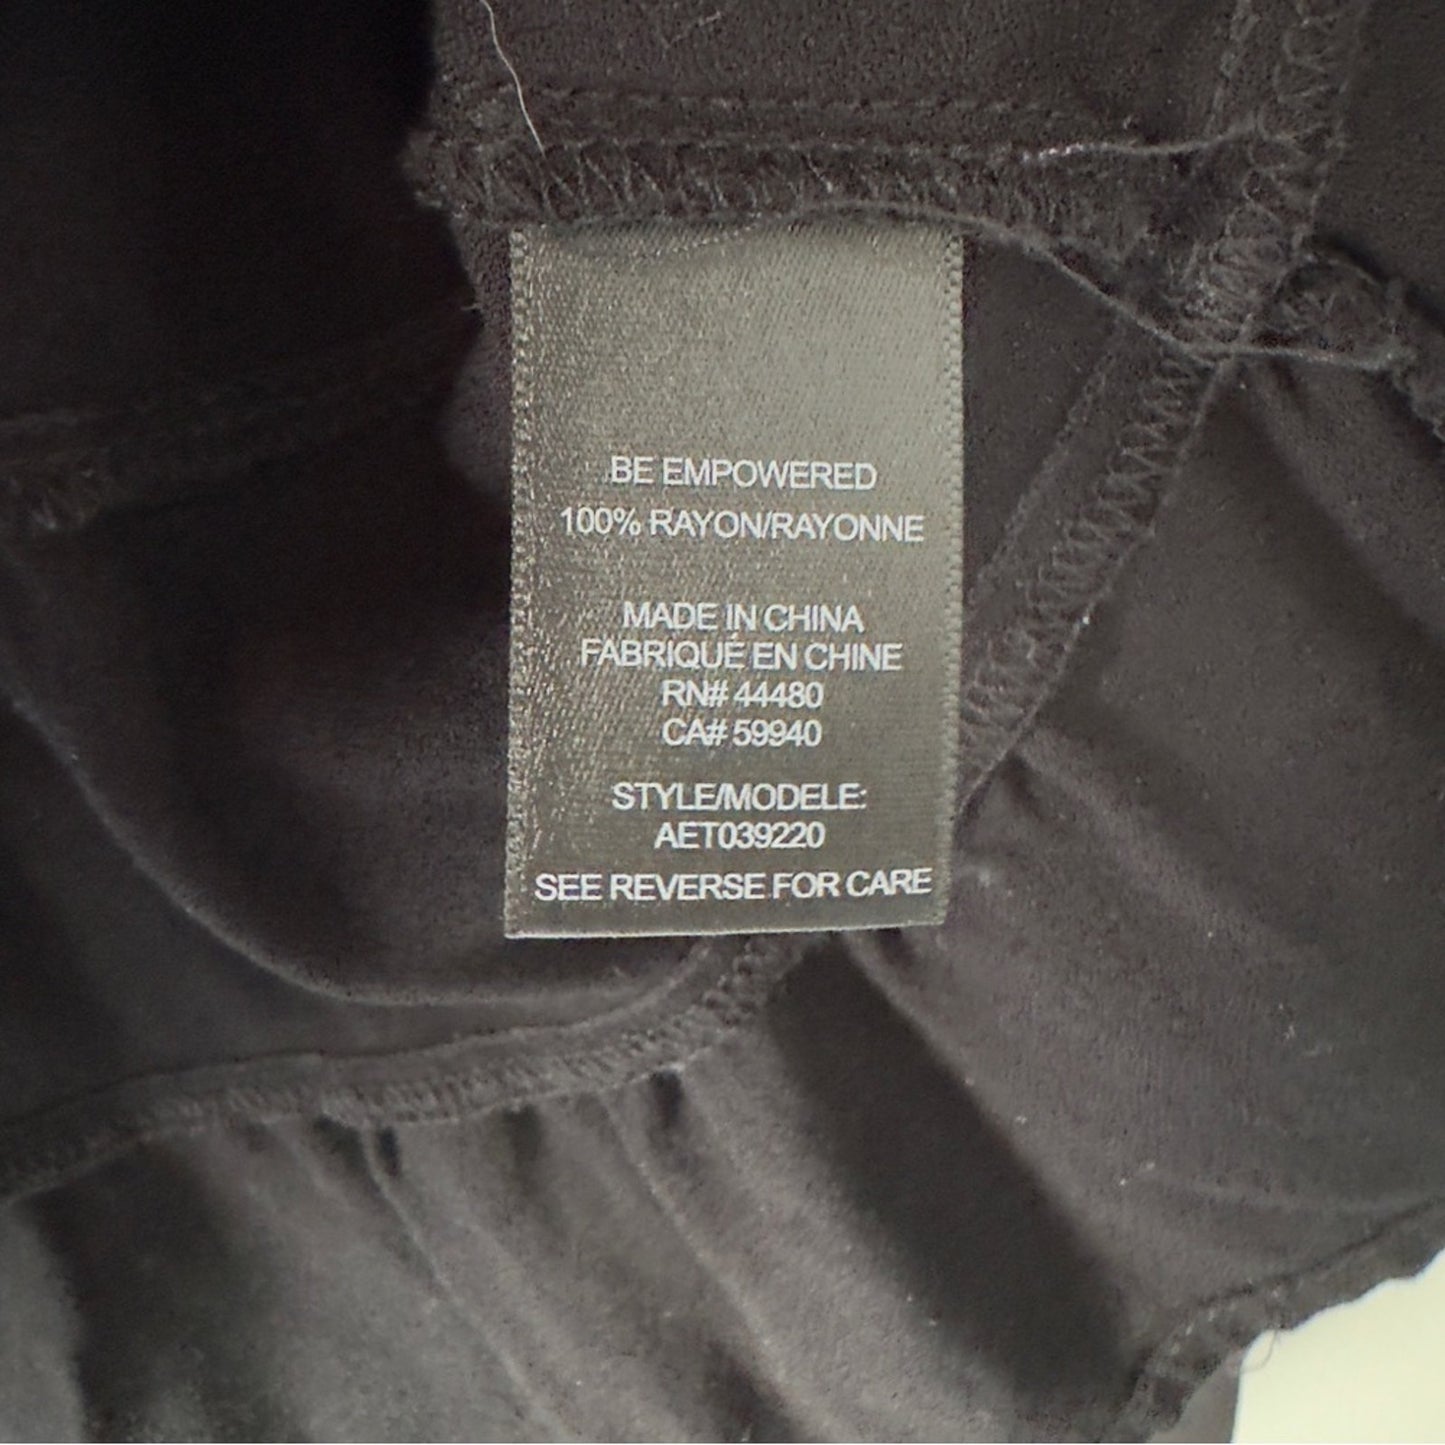 BE EMPOWERED
100% RAYON/RAYONNE
MADE IN CHINA
FABRIQUÉ EN CHINE
RN# 44480
CA# 59940
STYLE/MODELE:
AET039220
SEE REVERSE FOR CARE